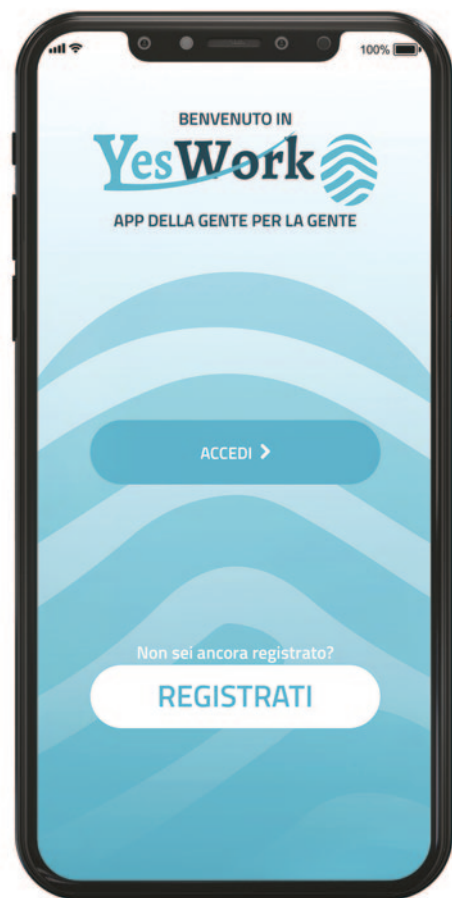 100%
BENVENUTO IN
YesWork
APP DELLA GENTE PER LA GENTE
ACCEDI >
Non sei ancora registrato?
REGISTRATI